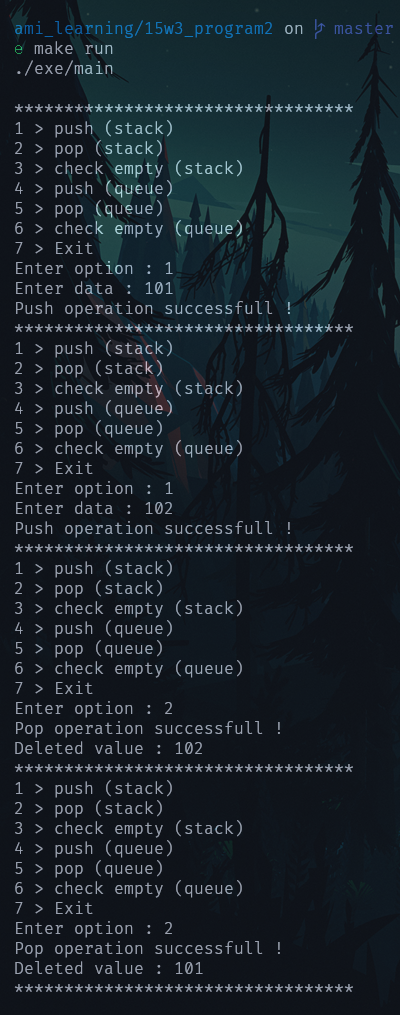 ami_learning/15w3_program2 on master
e make run
./exe/main
**********************************
1 > push (stack)
2 > pop (stack)
3 > check empty (stack)
4 > push (queue)
5 > pop (queue)
6 > check empty (queue)
7 > Exit
Enter option : 1
Enter data : 101
Push operation successfull !
**********************************
1 > push (stack)
2 > pop (stack)
3 > check empty (stack)
4 > push (queue)
5 > pop (queue)
6 > check empty (queue)
7 > Exit
Enter option : 1
Enter data : 102
Push operation successfull !
**********************************
1 > push (stack)
2 > pop (stack)
3 > check empty (stack)
4 > push (queue)
5 > pop (queue)
6 > check empty (queue)
7 > Exit
Enter option : 2
Pop operation successfull !
Deleted value : 102
**********************************
1 > push (stack)
2 > pop (stack)
3 > check empty (stack)
4 > push (queue)
5 > pop (queue)
6 > check empty (queue)
7 > Exit
Enter option : 2
Pop operation successfull !
Deleted value : 101
**********************************